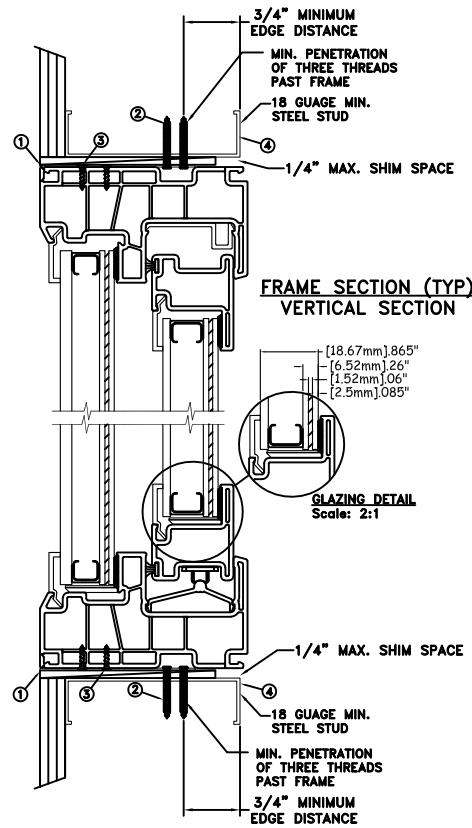 3/4" MINIMUM
EDGE DISTANCE
MIN. PENETRATION
OF THREE THREADS
PAST FRAME
2
18 GUAGE MIN.
STEEL STUD
1
3
4
1/4" MAX. SHIM SPACE
FRAME SECTION (TYP)
VERTICAL SECTION
[18.67mm].865"
[6.52mm].26"
[1.52mm].06"
[2.5mm].085"
GLAZING DETAIL
Scale: 2:1
1/4" MAX. SHIM SPACE
1
3
2
4
18 GUAGE MIN.
STEEL STUD
MIN. PENETRATION
OF THREE THREADS
PAST FRAME
3/4" MINIMUM
EDGE DISTANCE